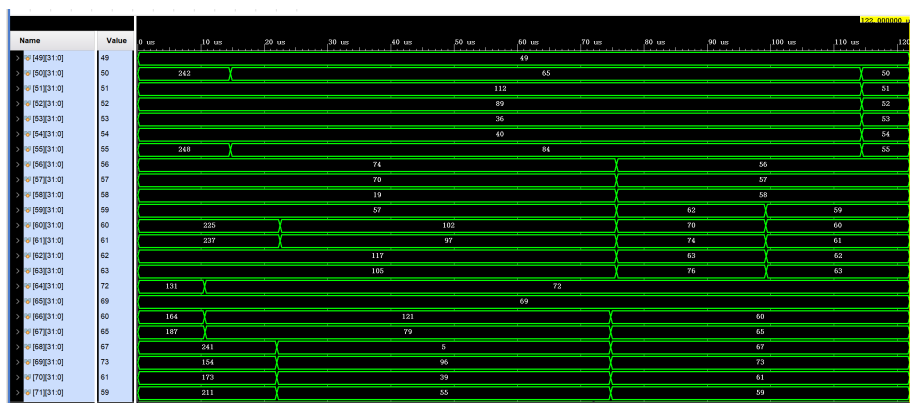 122.000000 u
Name Value 0 us 10 us 20 us 30 us 40 us 50 us 60 us 70 us 80 us 90 us 100 us 110 us 120
[49][31:0] 49 49
[50][31:0] 50 242 65 50
[51][31:0] 51 112 51
[52][31:0] 52 89 52
[53][31:0] 53 36 53
[54][31:0] 54 40 54
[55][31:0] 55 248 84 55
[56][31:0] 56 74 56
[57][31:0] 57 70 57
[58][31:0] 58 19 58
[59][31:0] 59 57 62 59
[60][31:0] 60 225 102 70 60
[61][31:0] 61 237 97 74 61
[62][31:0] 62 117 63 62
[63][31:0] 63 105 76 63
[64][31:0] 72 131 72
[65][31:0] 69 69
[66][31:0] 60 164 121 60
[67][31:0] 65 187 79 65
[68][31:0] 67 241 5 67
[69][31:0] 73 154 96 73
[70][31:0] 61 173 39 61
[71][31:0] 59 211 55 59